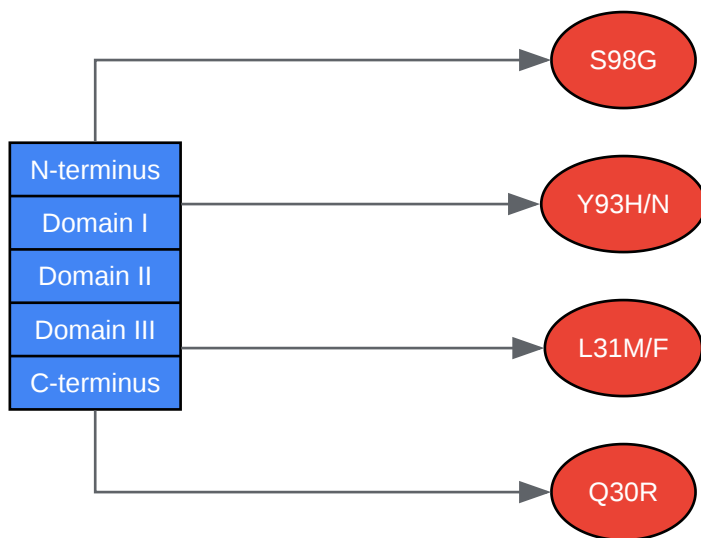 S98G
N-terminus
Domain I
Domain II
Domain III
C-terminus
Y93H/N
L31M/F
Q30R